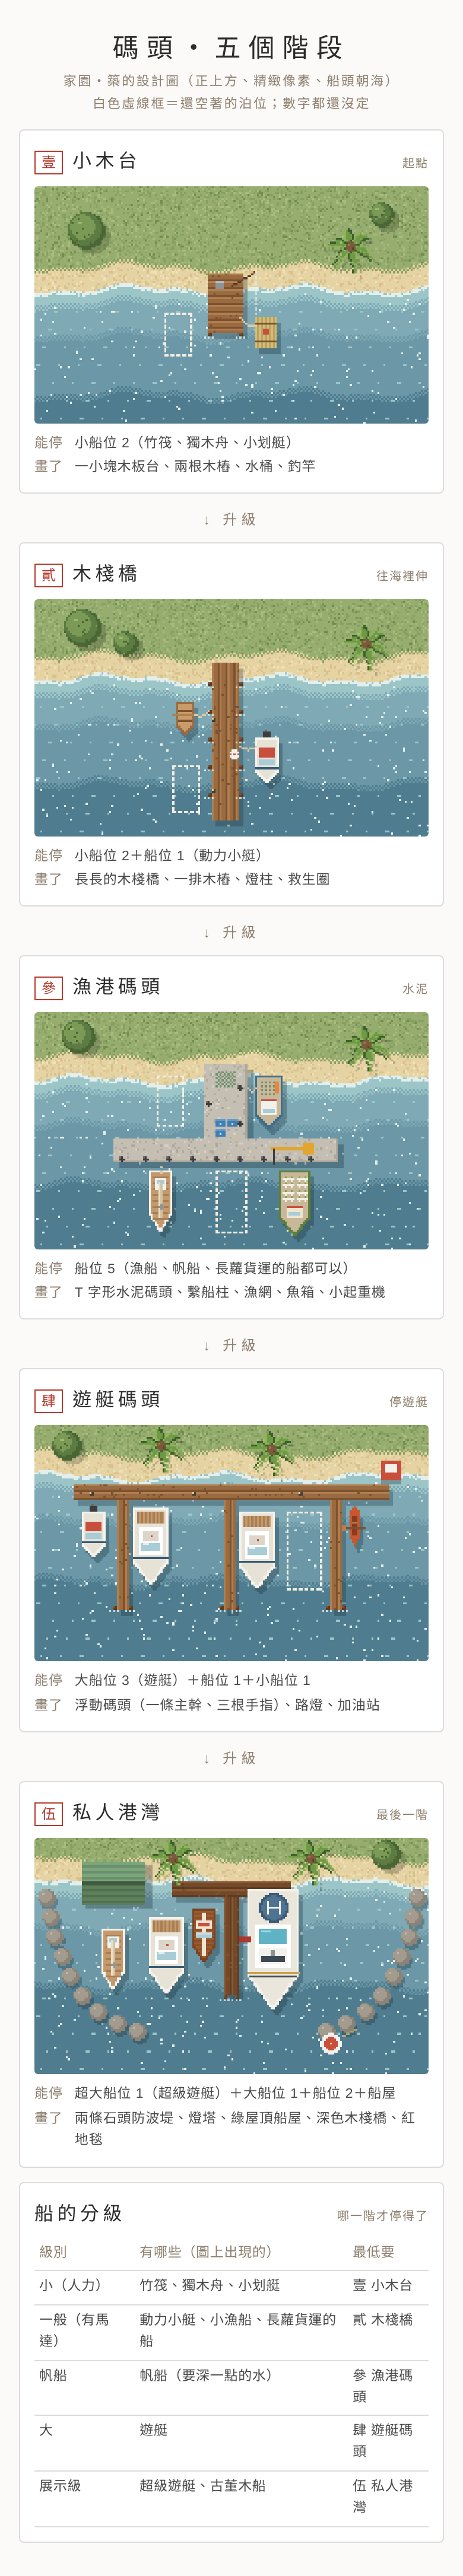 碼頭・五個階段
家園・築的設計圖（正上方、精緻像素、船頭朝海）
白色虛線框＝還空著的泊位；數字都還沒定
壹 小木台 起點
能停 小船位 2（竹筏、獨木舟、小划艇）
畫了 一小塊木板台、兩根木樁、水桶、釣竿
↓ 升級
貳 木棧橋 往海裡伸
能停 小船位 2＋船位 1（動力小艇）
畫了 長長的木棧橋、一排木樁、燈柱、救生圈
↓ 升級
參 漁港碼頭 水泥
能停 船位 5（漁船、帆船、長蘿貨運的船都可以）
畫了 T 字形水泥碼頭、繫船柱、漁網、魚箱、小起重機
↓ 升級
肆 遊艇碼頭 停遊艇
能停 大船位 3（遊艇）＋船位 1＋小船位 1
畫了 浮動碼頭（一條主幹、三根手指）、路燈、加油站
↓ 升級
伍 私人港灣 最後一階
H
能停 超大船位 1（超級遊艇）＋大船位 1＋船位 2＋船屋
畫了 兩條石頭防波堤、燈塔、綠屋頂船屋、深色木棧橋、紅
地毯
船的分級 哪一階才停得了
級別 有哪些（圖上出現的） 最低要
小（人力） 竹筏、獨木舟、小划艇 壹 小木台
一般（有馬 動力小艇、小漁船、長蘿貨運的 貳 木棧橋
達） 船
帆船 帆船（要深一點的水） 參 漁港碼
頭
大 遊艇 肆 遊艇碼
頭
展示級 超級遊艇、古董木船 伍 私人港
灣